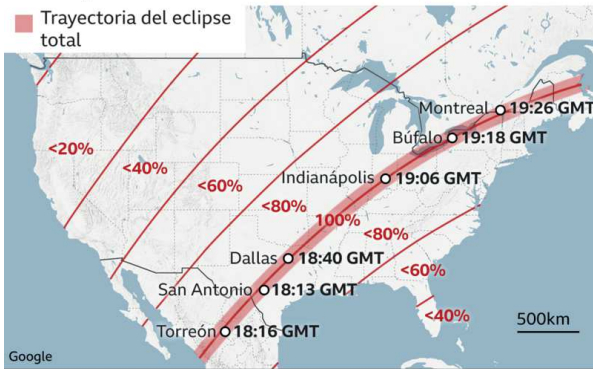 Trayectoria del eclipse
total
Montreal 19:26 GMT
Búfalo 19:18 GMT
<20%
<40%
Indianápolis 19:06 GMT
<60%
<80%
100%
<80%
Dallas 18:40 GMT
<60%
San Antonio 18:13 GMT
<40%
500km
Torreón 18:16 GMT
Google